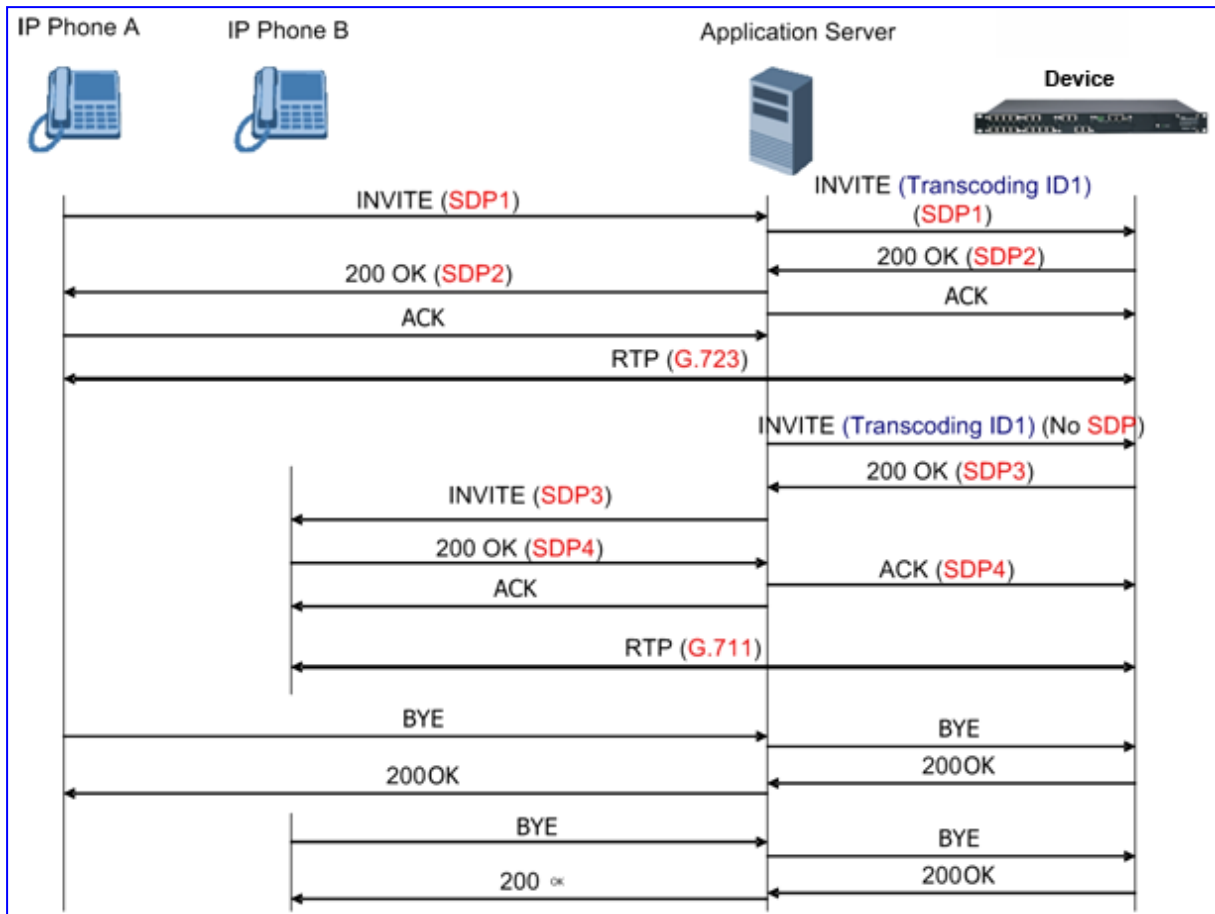 IP Phone A
IP Phone B
Application Server
Device
INVITE (SDP1)
INVITE (Transcoding ID1)
(SDP1)
200 OK (SDP2)
200 OK (SDP2)
ACK
ACK
RTP (G.723)
INVITE (Transcoding ID1) (No SDP)
200 OK (SDP3)
INVITE (SDP3)
200 OK (SDP4)
ACK (SDP4)
ACK
RTP (G.711)
BYE
BYE
200OK
200OK
BYE
BYE
200OK
200 OK